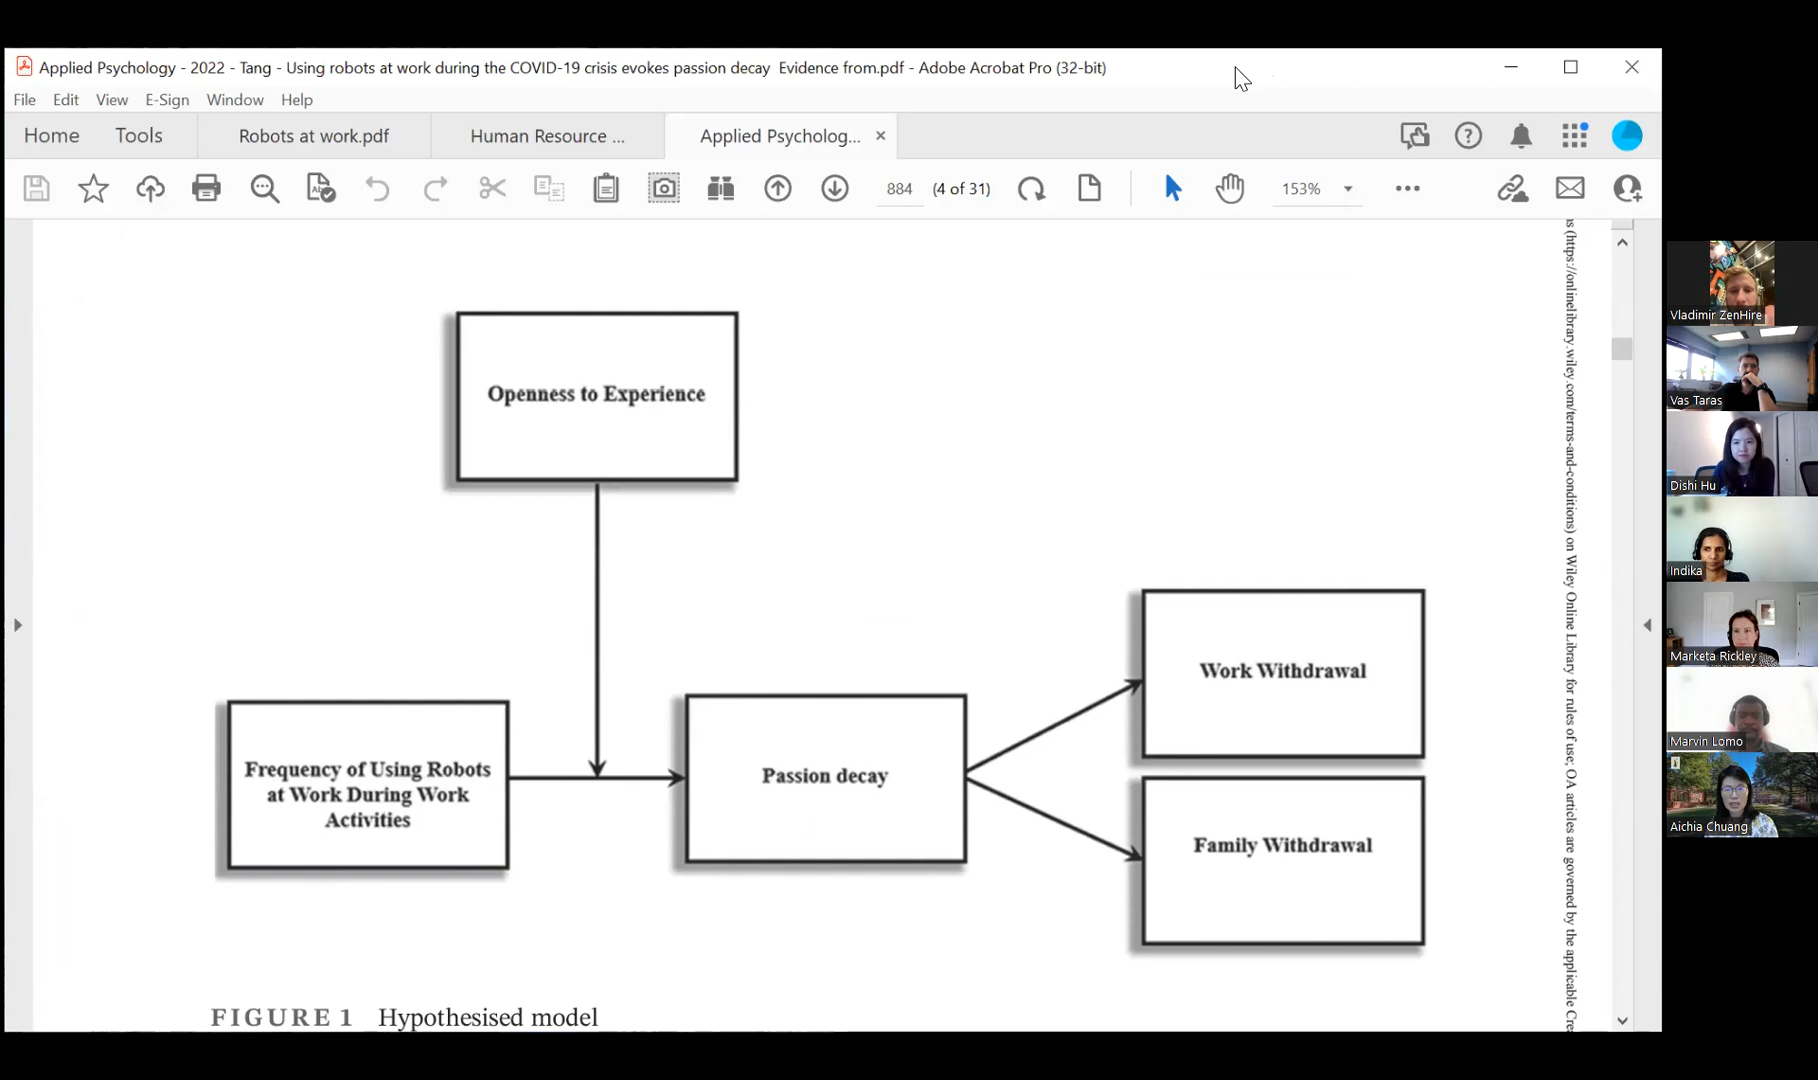 Applied Psychology - 2022 - Tang - Using robots at work during the COVID-19 crisis evokes passion decay  Evidence from.pdf - Adobe Acrobat Pro (32-bit)
File Edit View E-Sign Window Help
Home Tools Robots at work.pdf Human Resource ... Applied Psycholog... ×
884 (4 of 31) 153%
Openness to Experience
Frequency of Using Robots
at Work During Work
Activities
Passion decay
Work Withdrawal
Family Withdrawal
FIGURE 1 Hypothesised model
(https://onlinelibrary.wiley.com/terms-and-conditions) on Wiley Online Library for rules of use; OA articles are governed by the applicable
Vladimir ZenHire
Vas Taras
Dishi Hu
Indika
Marketa Rickley
Marvin Lomo
Aichia Chuang